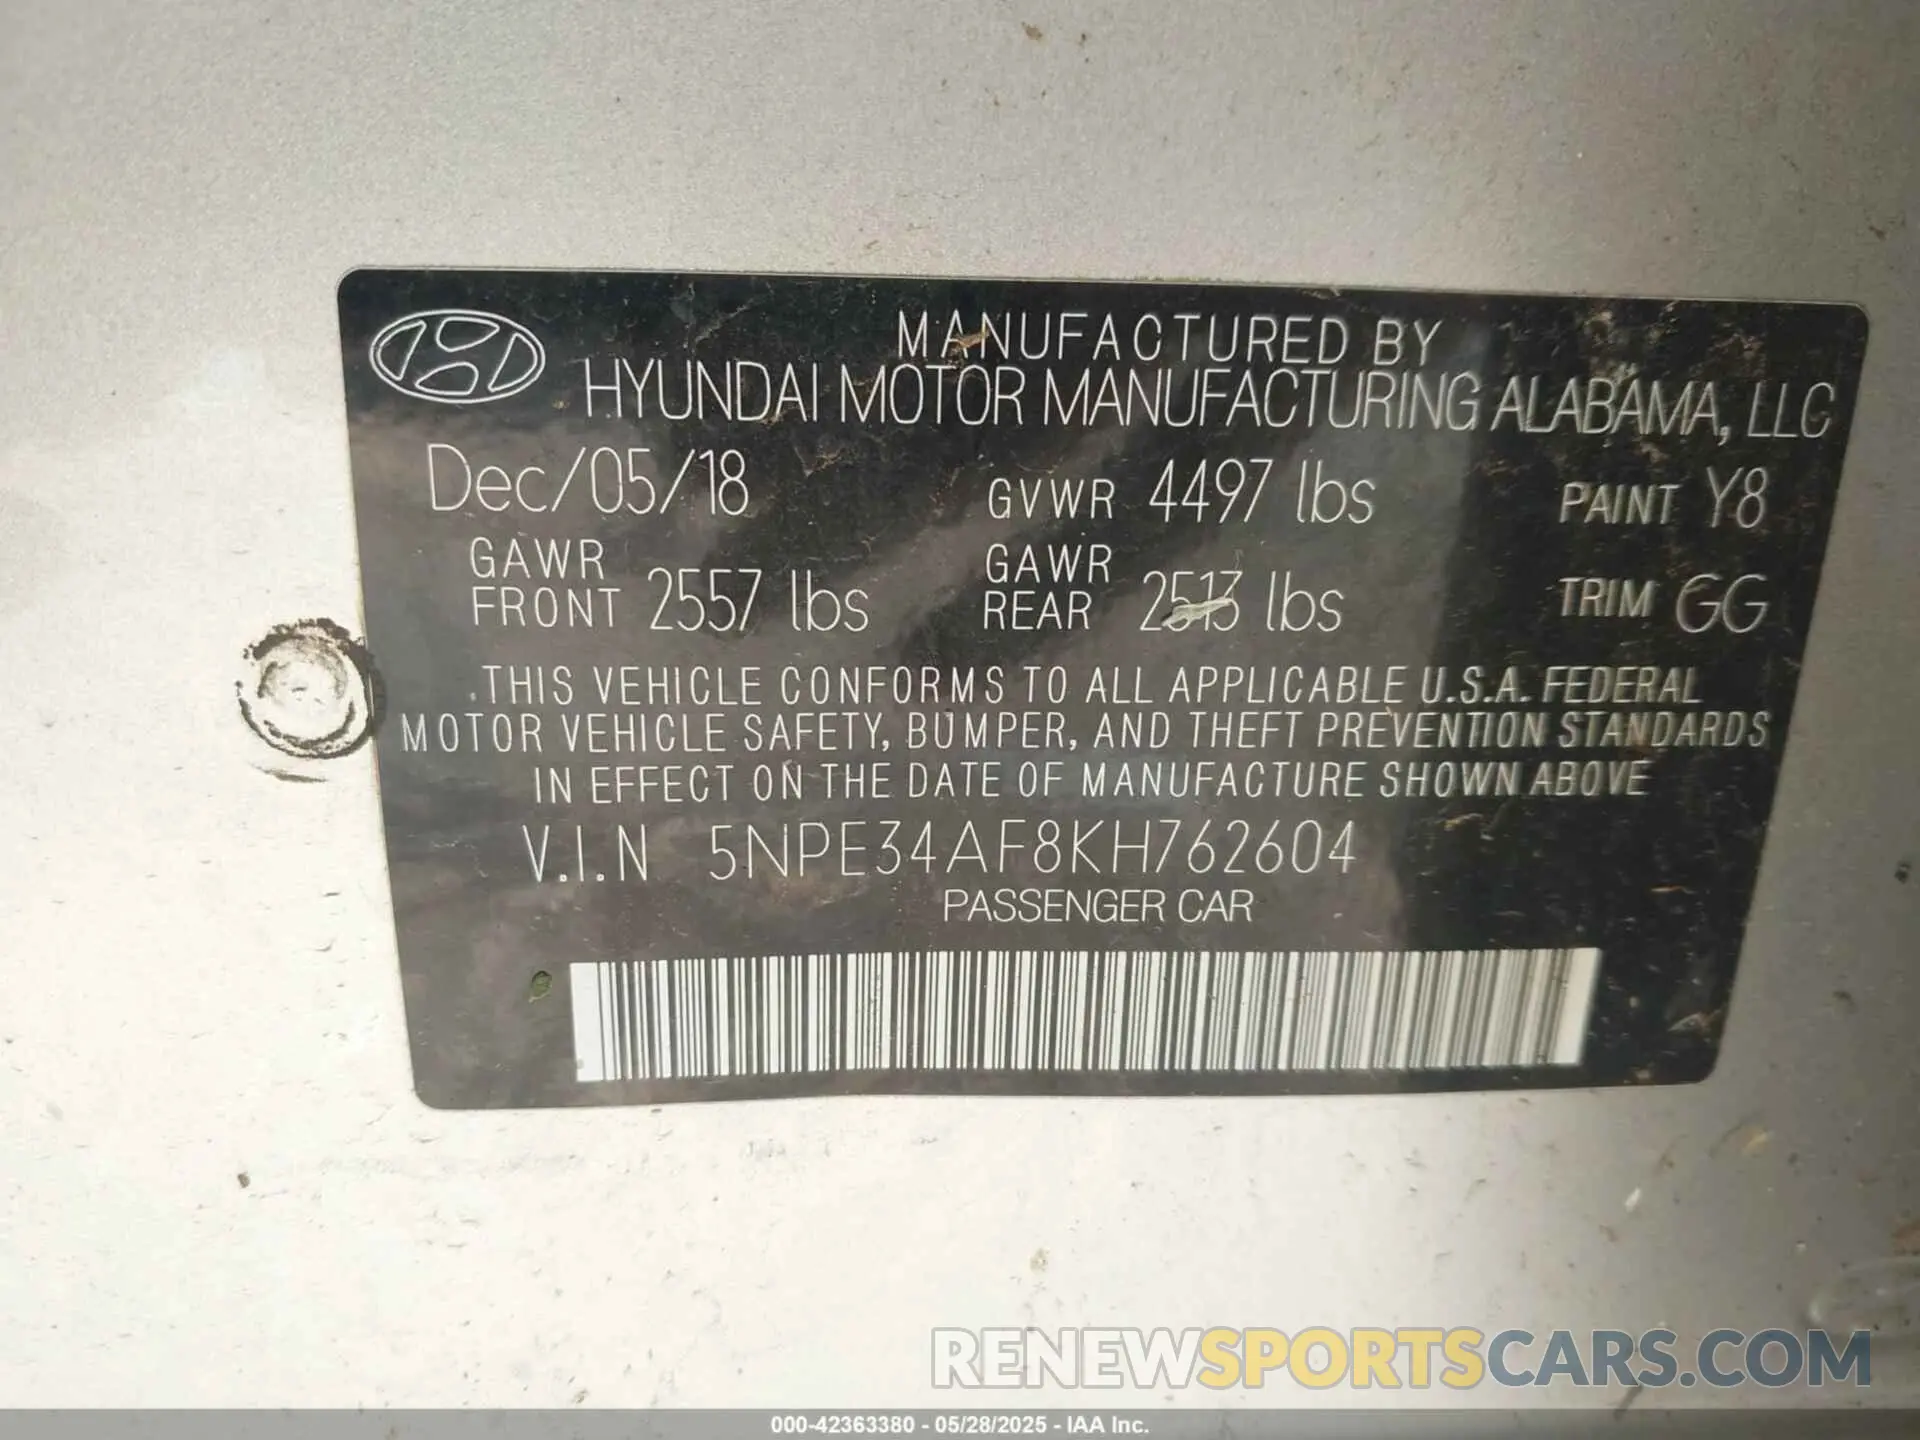 MANUFACTURED BY
HYUNDAI MOTOR MANUFACTURING ALABAMA, LLC
Dec/05/18 GVWR 4497 lbs PAINT Y8
GAWR FRONT 2557 lbs GAWR REAR 2513 lbs TRIM GG
THIS VEHICLE CONFORMS TO ALL APPLICABLE U.S.A. FEDERAL
MOTOR VEHICLE SAFETY, BUMPER, AND THEFT PREVENTION STANDARDS
IN EFFECT ON THE DATE OF MANUFACTURE SHOWN ABOVE
V.I.N 5NPE34AF8KH762604
PASSENGER CAR
RENEWSPORTSCARS.COM
000-42363380 - 05/28/2025 - IAA Inc.